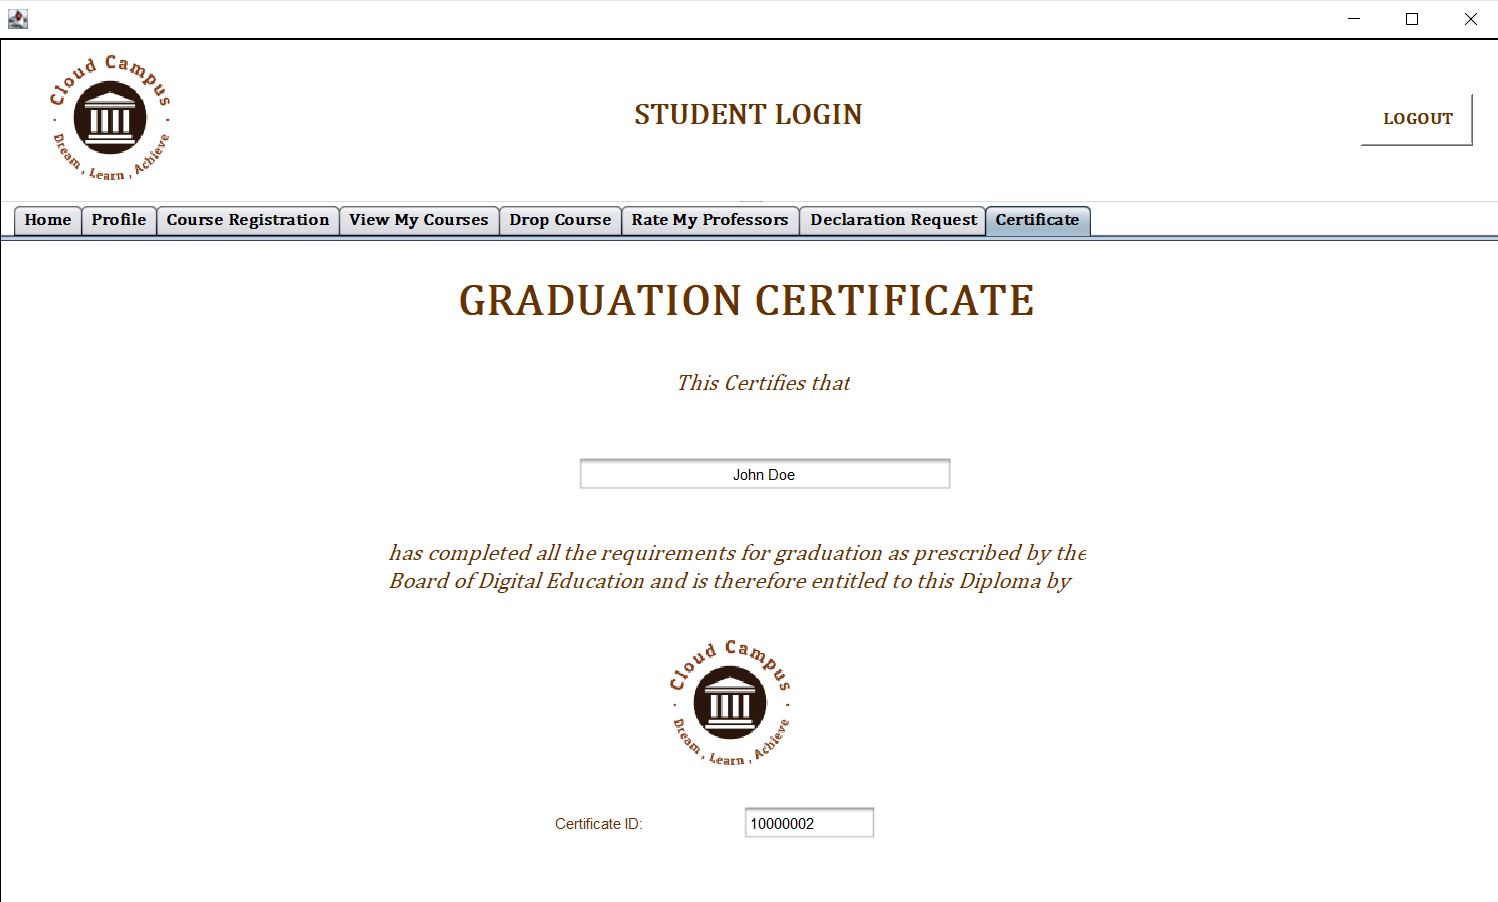 Cloud Campus
Dream , Learn , Achieve
STUDENT LOGIN
LOGOUT
Home
Profile
Course Registration
View My Courses
Drop Course
Rate My Professors
Declaration Request
Certificate
GRADUATION CERTIFICATE
This Certifies that
John Doe
has completed all the requirements for graduation as prescribed by the
Board of Digital Education and is therefore entitled to this Diploma by
Cloud Campus
Dream , Learn , Achieve
Certificate ID:
10000002